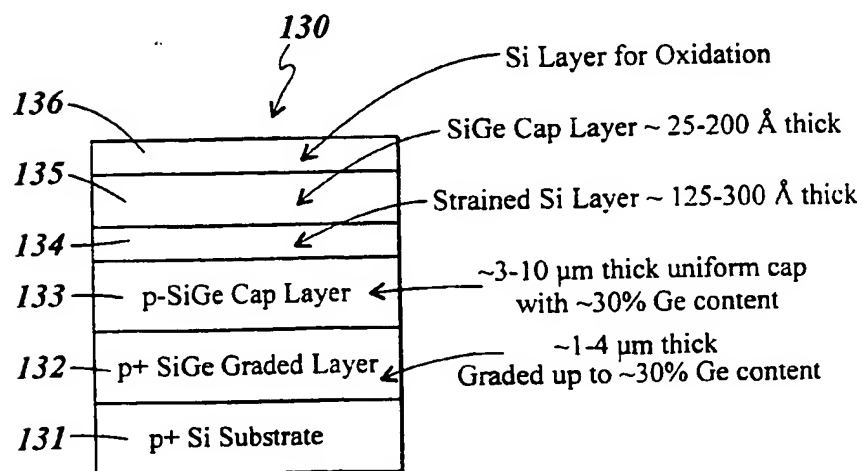 130
Si Layer for Oxidation
136
SiGe Cap Layer ~ 25-200 Å thick
135
Strained Si Layer ~ 125-300 Å thick
134
133
p-SiGe Cap Layer
~3-10 µm thick uniform cap
with ~30% Ge content
132
p+ SiGe Graded Layer
~1-4 µm thick
Graded up to ~30% Ge content
131
p+ Si Substrate